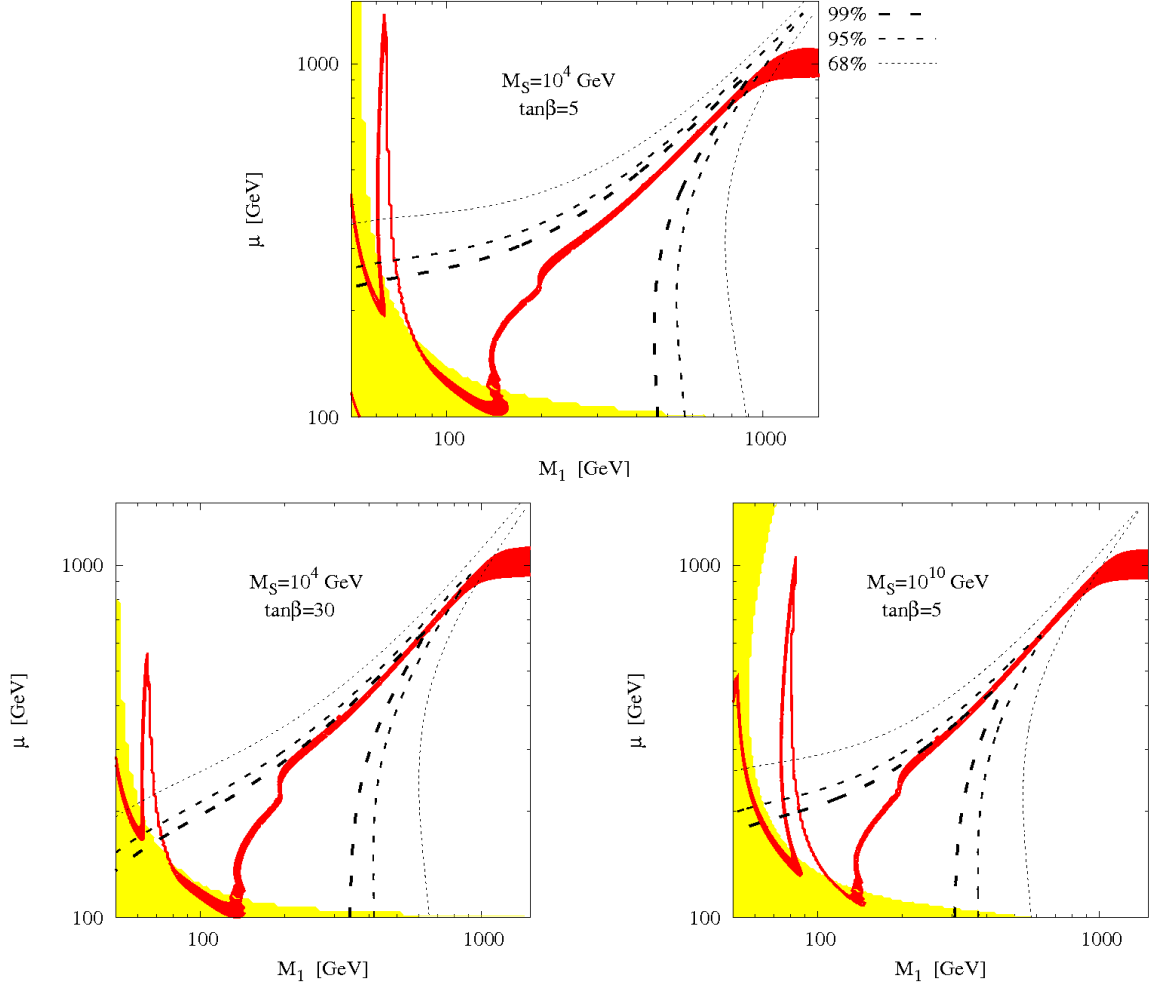 99%
95%
68%
1000
M_S=10^4 GeV
tanβ=5
μ [GeV]
100
100
1000
M_1 [GeV]
1000
M_S=10^4 GeV
tanβ=30
μ [GeV]
100
100
1000
M_1 [GeV]
1000
M_S=10^10 GeV
tanβ=5
μ [GeV]
100
100
1000
M_1 [GeV]